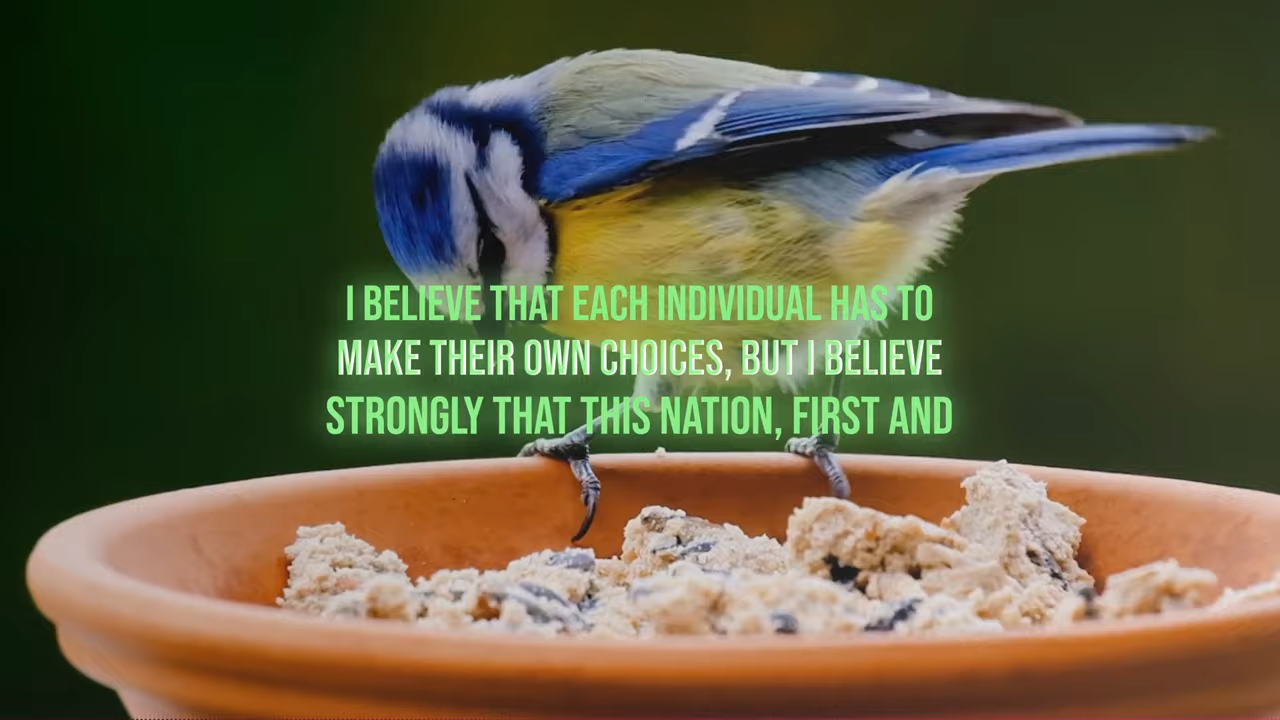 I BELIEVE THAT EACH INDIVIDUAL HAS TO
MAKE THEIR OWN CHOICES, BUT I BELIEVE
STRONGLY THAT THIS NATION, FIRST AND